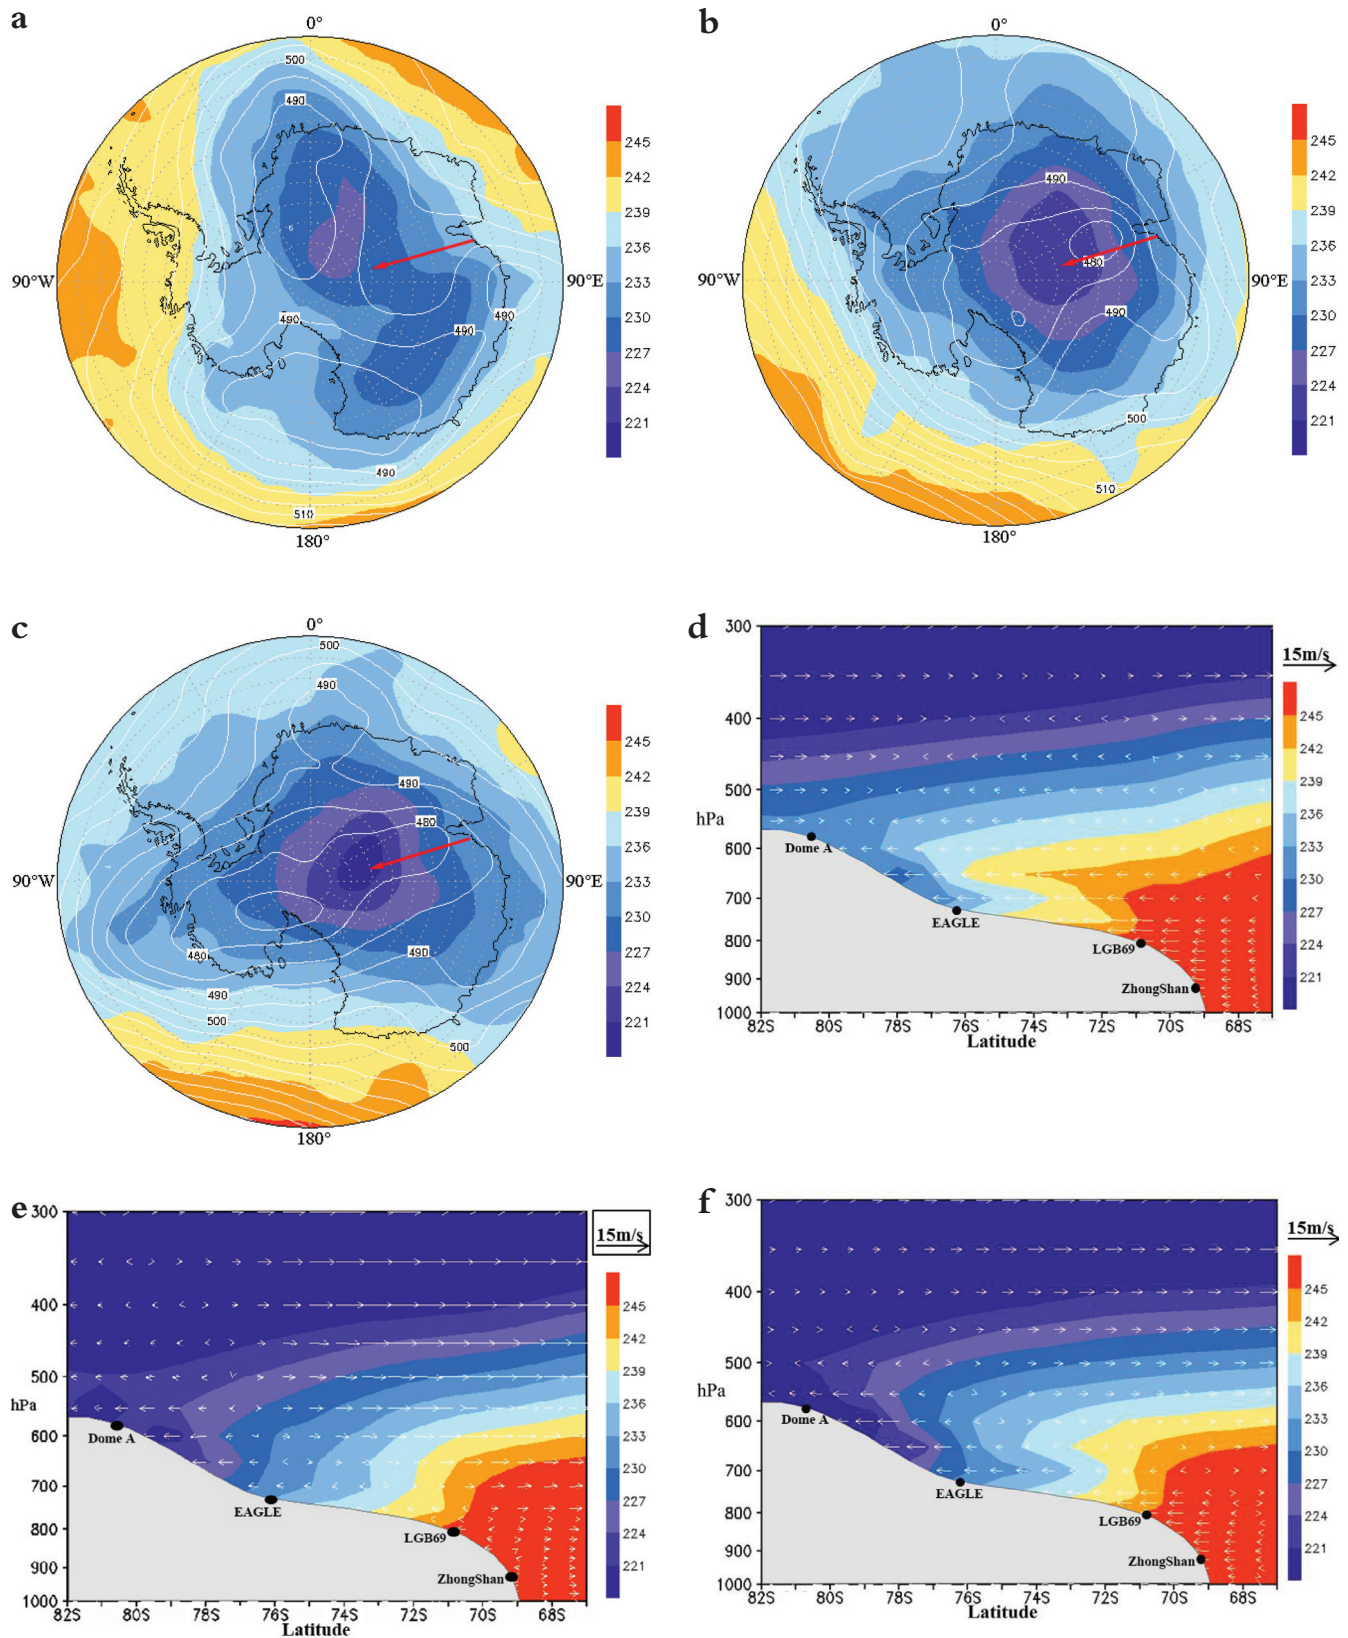 a
0°
500
490
245
242
239
236
233
230
227
224
221
90°W
90°E
490
490
490
490
510
180°
b
0°
490
480
490
500
510
245
242
239
236
233
230
227
224
221
90°W
90°E
180°
c
0°
500
490
490
480
480
490
490
500
500
245
242
239
236
233
230
227
224
221
90°W
90°E
180°
d
300
400
500
hPa
600
700
800
900
1000
Dome A
EAGLE
LGB69
ZhongShan
82S 80S 78S 76S 74S 72S 70S 68S
Latitude
15m/s
245
242
239
236
233
230
227
224
221
e
300
400
500
hPa
600
700
800
900
1000
Dome A
EAGLE
LGB69
ZhongShan
82S 80S 78S 76S 74S 72S 70S 68S
Latitude
15m/s
245
242
239
236
233
230
227
224
221
f
300
400
500
hPa
600
700
800
900
1000
Dome A
EAGLE
LGB69
ZhongShan
82S 80S 78S 76S 74S 72S 70S 68S
Latitude
15m/s
245
242
239
236
233
230
227
224
221